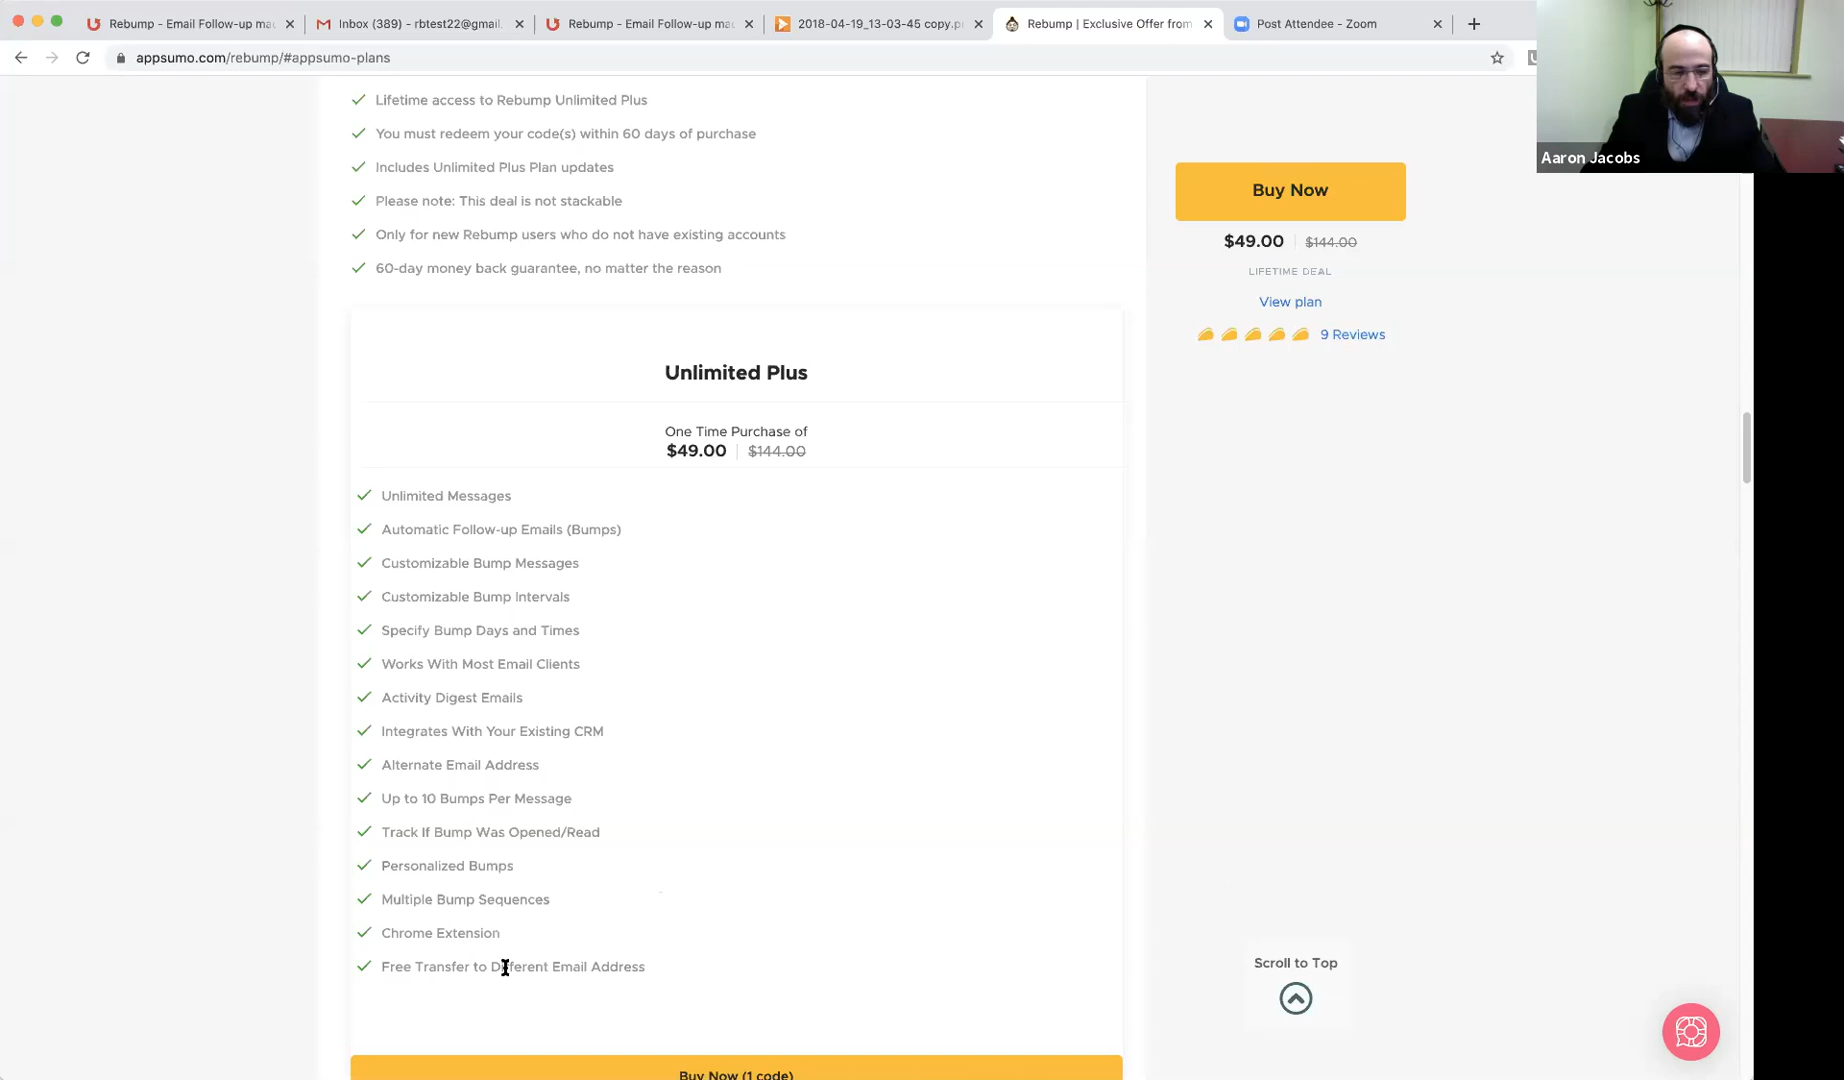 Rebump - Email Follow-up mac
Inbox (389) - rbtest22@gmail.
Rebump - Email Follow-up mac
2018-04-19_13-03-45 copy.p
Rebump | Exclusive Offer from
Post Attendee - Zoom
appsumo.com/rebump/#appsumo-plans
Aaron Jacobs
Lifetime access to Rebump Unlimited Plus
You must redeem your code(s) within 60 days of purchase
Includes Unlimited Plus Plan updates
Please note: This deal is not stackable
Only for new Rebump users who do not have existing accounts
60-day money back guarantee, no matter the reason
Buy Now
$49.00 $144.00
LIFETIME DEAL
View plan
9 Reviews
Unlimited Plus
One Time Purchase of
$49.00 $144.00
Unlimited Messages
Automatic Follow-up Emails (Bumps)
Customizable Bump Messages
Customizable Bump Intervals
Specify Bump Days and Times
Works With Most Email Clients
Activity Digest Emails
Integrates With Your Existing CRM
Alternate Email Address
Up to 10 Bumps Per Message
Track If Bump Was Opened/Read
Personalized Bumps
Multiple Bump Sequences
Chrome Extension
Free Transfer to Different Email Address
Scroll to Top
Buy Now (1 code)